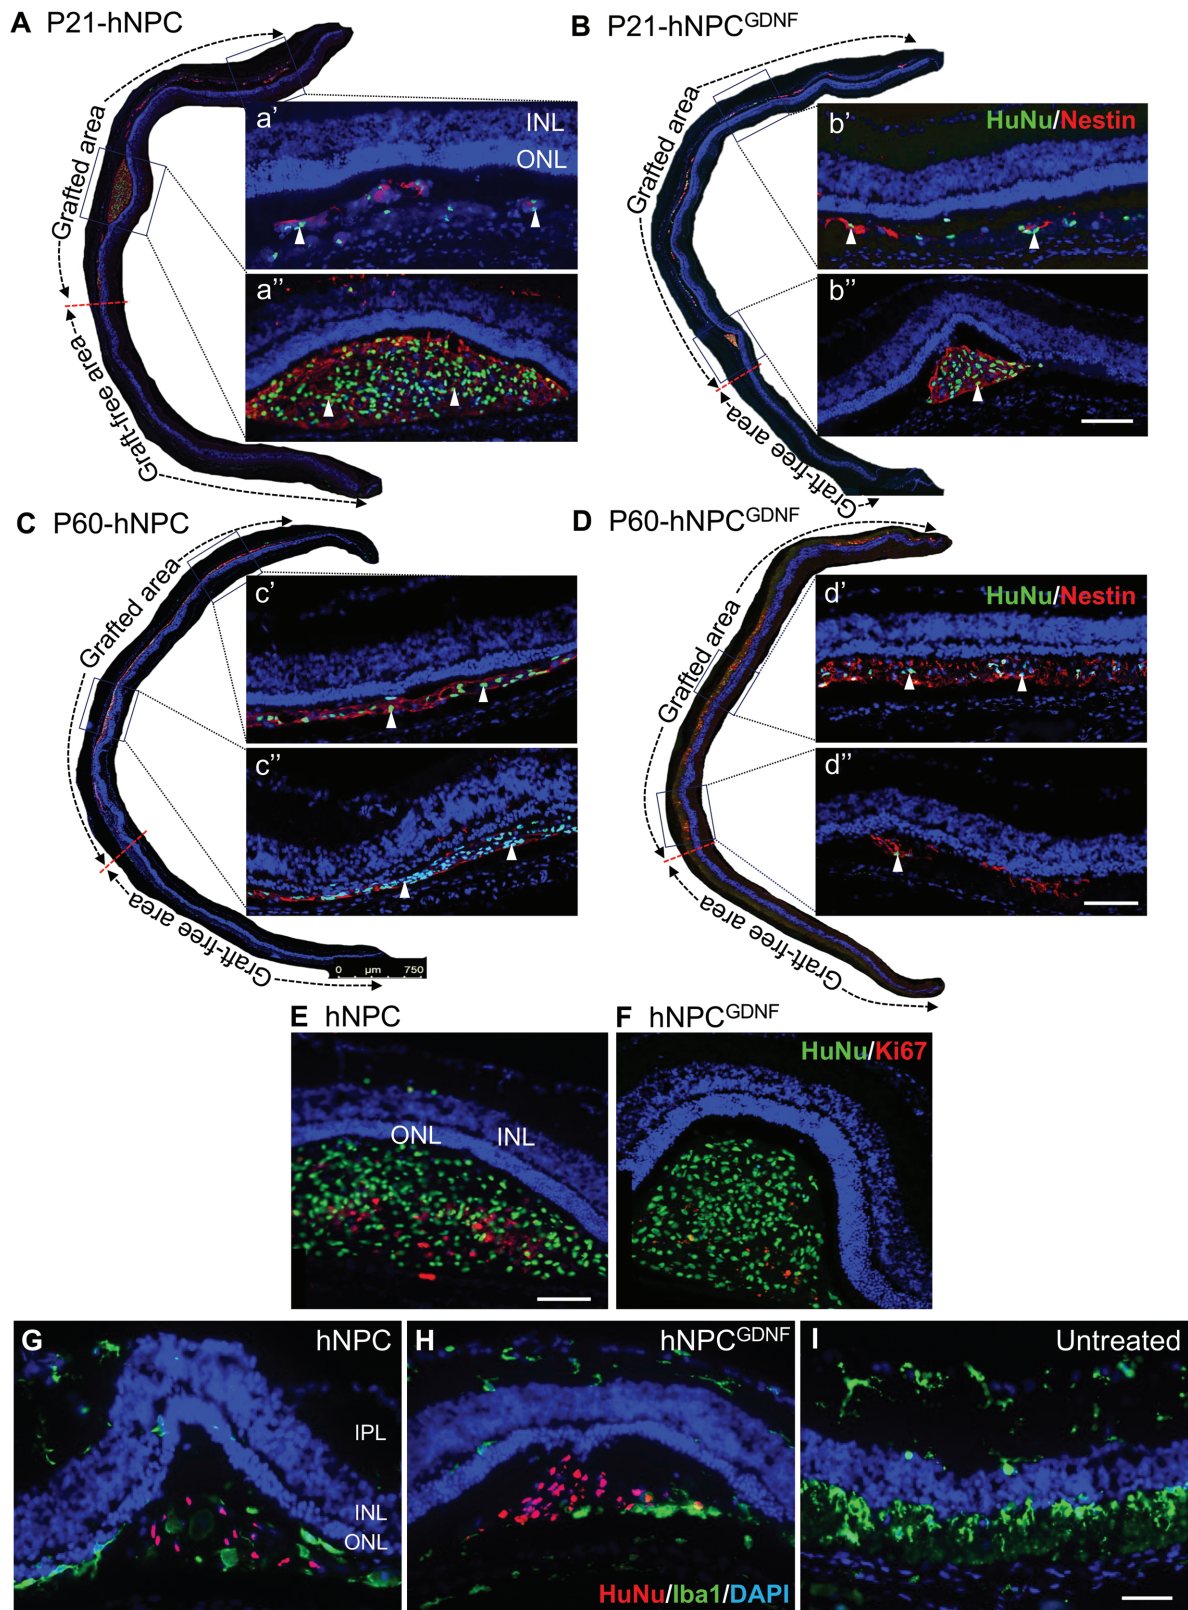 A P21-hNPC
Grafted area
Graft-free area
a’
INL
ONL
a’’
B P21-hNPCGDNF
Grafted area
Graft-free area
Graft-free
b’
HuNu/Nestin
b’’
C P60-hNPC
Grafted area
Graft-free area
c’
c’’
0 µm 750
D P60-hNPCGDNF
Grafted area
Graft-free area
d’
HuNu/Nestin
d’’
E hNPC
ONL INL
F hNPCGDNF
HuNu/Ki67
G hNPC
IPL
INL
ONL
H hNPCGDNF
HuNu/Iba1/DAPI
I Untreated